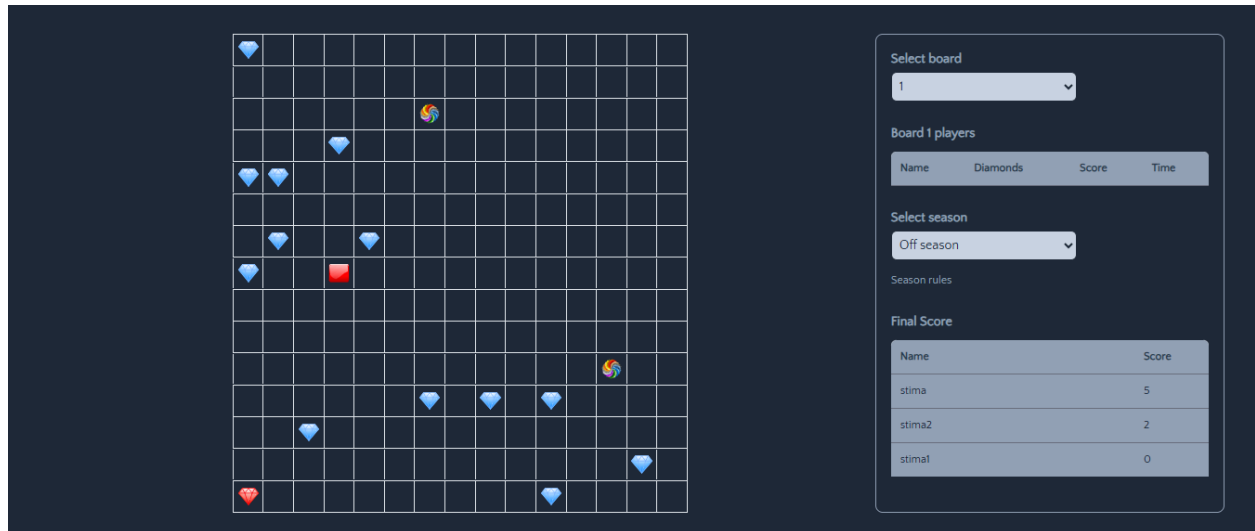 Select board
1
Board 1 players
Name Diamonds Score Time
Select season
Off season
Season rules
Final Score
Name Score
stima 5
stima2 2
stima1 0